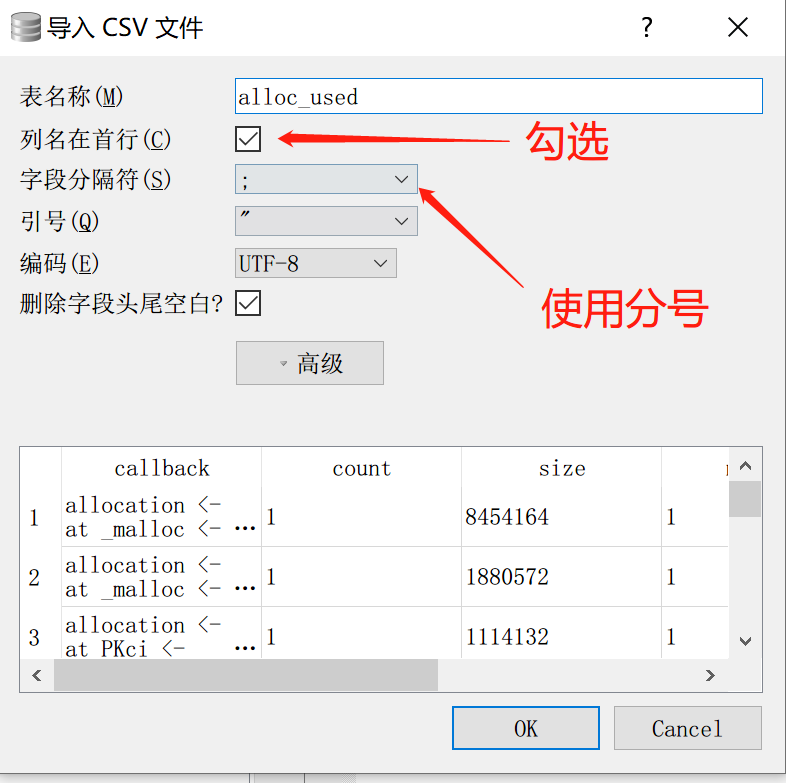 导入 CSV 文件
表名称(M) alloc_used
列名在首行(C) 勾选
字段分隔符(S) ;
引号(Q) "
编码(E) UTF-8
使用分号
删除字段头尾空白?
高级
callback count size
1 allocation <- at _malloc <- ... 1 8454164 1
2 allocation <- at _malloc <- ... 1 1880572 1
3 allocation <- at PKci <- ... 1 1114132 1
OK Cancel